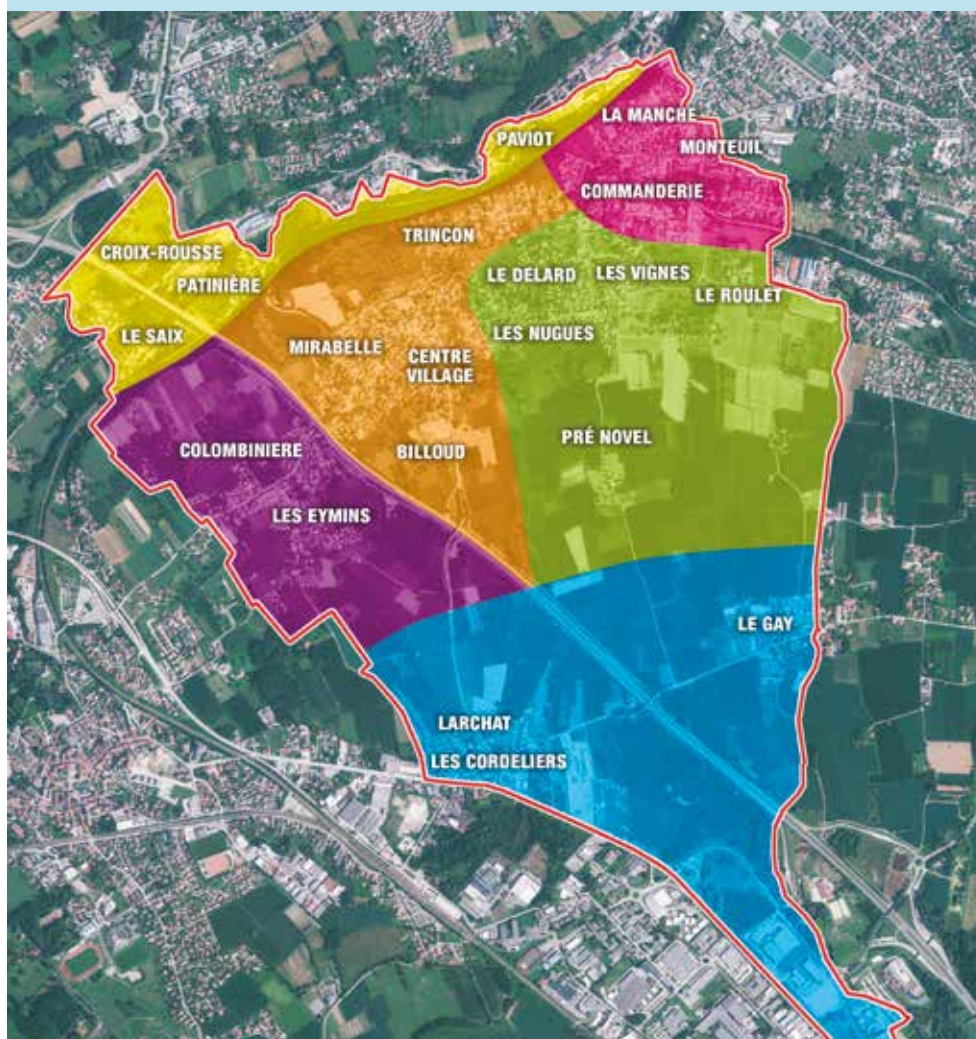 LA MANCHE
PAVIOT
MONTEUIL
COMMANDERIE
TRINCON
CROIX-ROUSSE
PATINIÈRE
LE DELARD
LES VIGNES
LE ROULET
LE SAIX
MIRABELLE
LES NUGUES
CENTRE
VILLAGE
COLOMBINIERE
BILLOUD
PRÉ NOVEL
LES EYMINS
LE GAY
LARCHAT
LES CORDELIERS